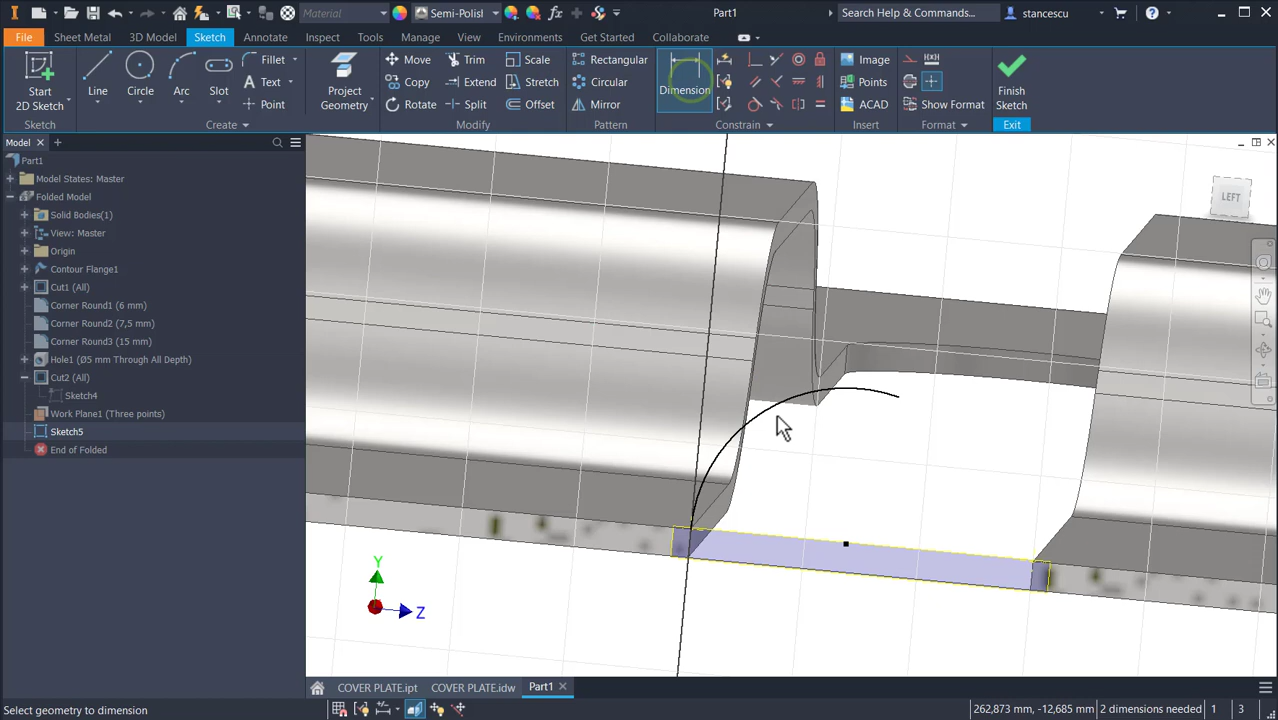 Material
Semi-Polish
Part1
Search Help & Commands...
stancescu
File
Sheet Metal
3D Model
Sketch
Annotate
Inspect
Tools
Manage
View
Environments
Get Started
Collaborate
Start
2D Sketch
Line
Circle
Arc
Slot
Fillet
Text
Point
Project
Geometry
Move
Copy
Rotate
Trim
Extend
Split
Scale
Stretch
Offset
Rectangular
Circular
Mirror
Dimension
Image
Points
ACAD
Show Format
Finish
Sketch
Sketch
Create
Modify
Pattern
Constrain
Insert
Format
Exit
Model
Part1
Model States: Master
Folded Model
Solid Bodies(1)
View: Master
Origin
Contour Flange1
Cut1 (All)
Corner Round1 (6 mm)
Corner Round2 (7,5 mm)
Corner Round3 (15 mm)
Hole1 (Ø5 mm Through All Depth)
Cut2 (All)
Sketch4
Work Plane1 (Three points)
Sketch5
End of Folded
LEFT
Y
Z
COVER PLATE.ipt
COVER PLATE.idw
Part1
Select geometry to dimension
262,873 mm, -12,685 mm
2 dimensions needed
1
3